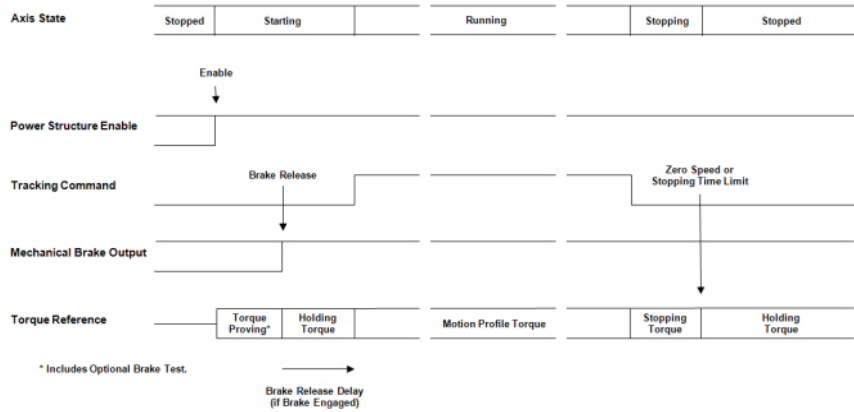 Axis State
Stopped
Starting
Running
Stopping
Stopped
Enable
Power Structure Enable
Tracking Command
Brake Release
Zero Speed or
Stopping Time Limit
Mechanical Brake Output
Torque Reference
Torque
Proving*
Holding
Torque
Motion Profile Torque
Stopping
Torque
Holding
Torque
* Includes Optional Brake Test.
Brake Release Delay
(if Brake Engaged)